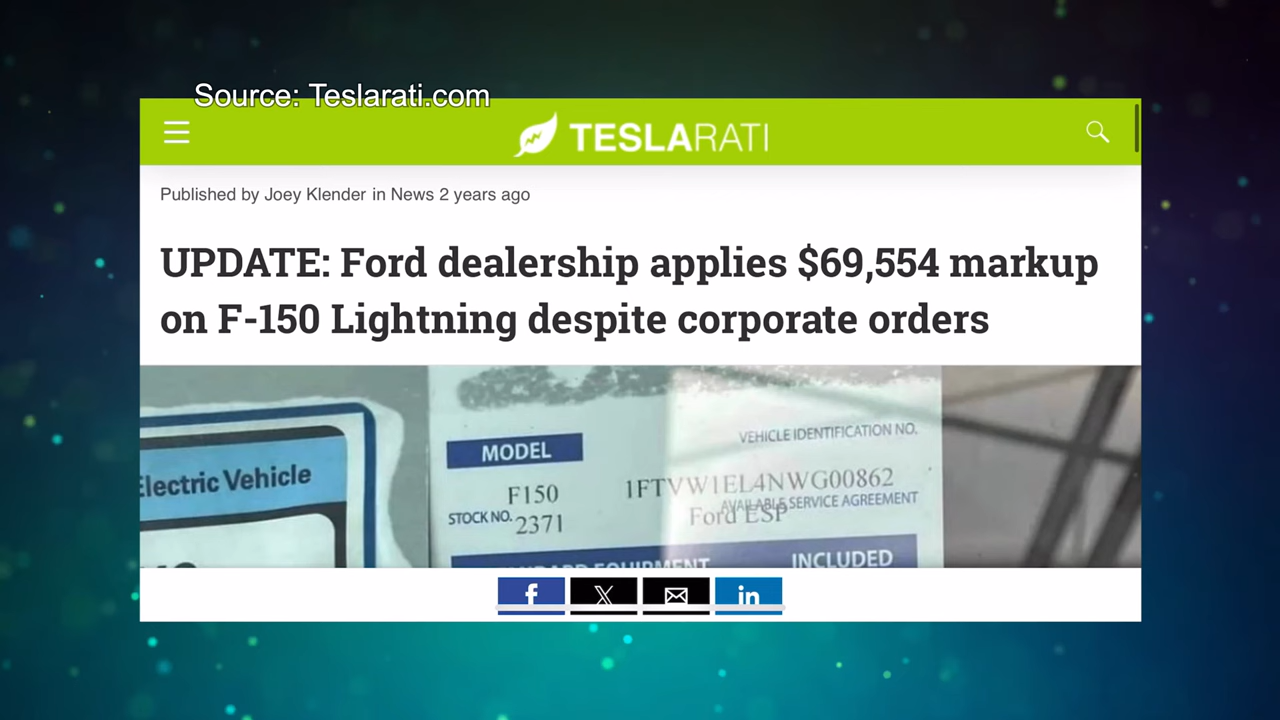 Source: Teslarati.com
TESLARATI
Published by Joey Klender in News 2 years ago
UPDATE: Ford dealership applies $69,554 markup
on F-150 Lightning despite corporate orders
Electric Vehicle
MODEL
F150
STOCK NO. 2371
VEHICLE IDENTIFICATION NO.
1FTVW1EL4NWG00862
AVAILABLE SERVICE AGREEMENT
Ford ESP
EQUIPMENT
INCLUDED
f
X
in